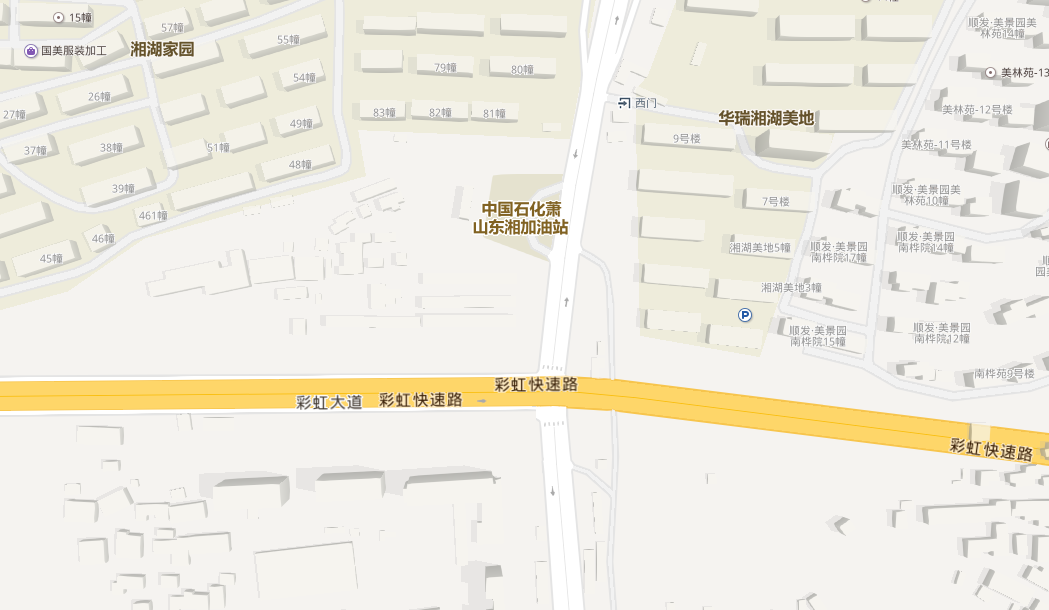 15幢
国美服装加工
湘湖家园
57幢
55幢
54幢
26幢
27幢
49幢
51幢
37幢
38幢
48幢
39幢
461幢
46幢
45幢
79幢
80幢
83幢
82幢
81幢
西门
华瑞湘湖美地
9号楼
7号楼
中国石化萧
山东湘加油站
湘湖美地5幢
湘湖美地3幢
P
顺发·美景园美
林苑14幢
美林苑-13
美林苑-12号楼
美林苑-11号楼
顺发·美景园美
林苑10幢
顺发·美景园
南桦院14幢
顺发·美景园
南桦院17幢
顺发·美景园
南桦院15幢
顺发·美景园
南桦院12幢
南桦苑9号楼
彩虹快速路
彩虹大道
彩虹快速路
彩虹快速路